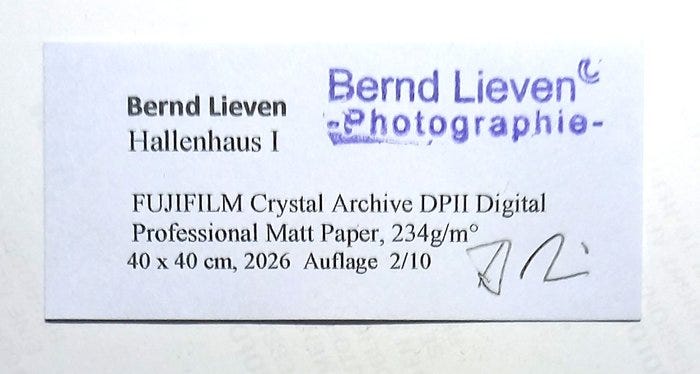 Bernd Lieven
-Photographie-
Bernd Lieven
Hallenhaus I
FUJIFILM Crystal Archive DPII Digital
Professional Matt Paper, 234g/m°
40 x 40 cm, 2026 Auflage 2/10